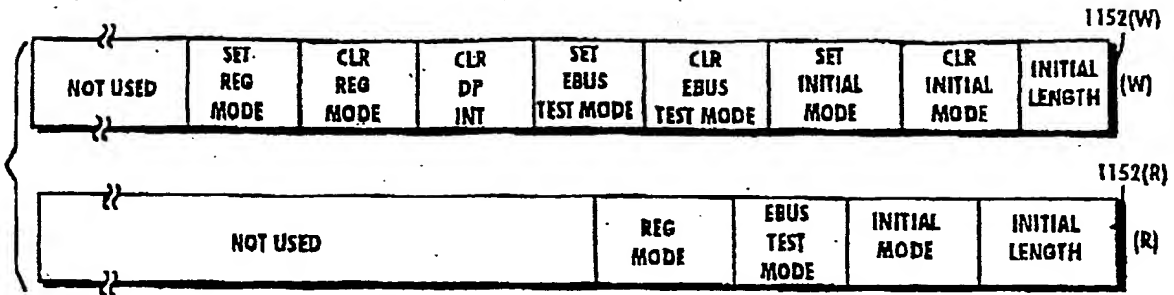 1152(W)
NOT USED
SET REG MODE
CLR REG MODE
CLR DP INT
SET EBUS TEST MODE
CLR EBUS TEST MODE
SET INITIAL MODE
CLR INITIAL MODE
INITIAL LENGTH
(W)
1152(R)
NOT USED
REG MODE
EBUS TEST MODE
INITIAL MODE
INITIAL LENGTH
(R)